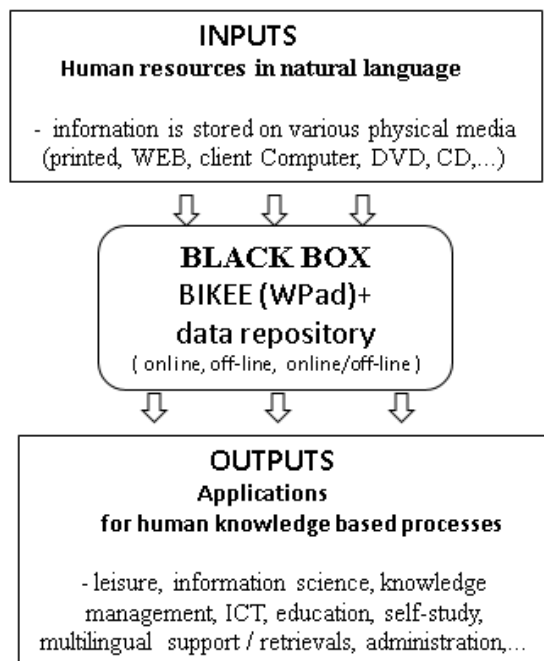 INPUTS
Human resources in natural language
- infornation is stored on various physical media
(printed, WEB, client Computer, DVD, CD,...)
BLACK BOX
BIKEE (WPad)+
data repository
( online, off-line, online/off-line )
OUTPUTS
Applications
for human knowledge based processes
- leisure, information science, knowledge
management, ICT, education, self-study,
multilingual support / retrievals, administration,...